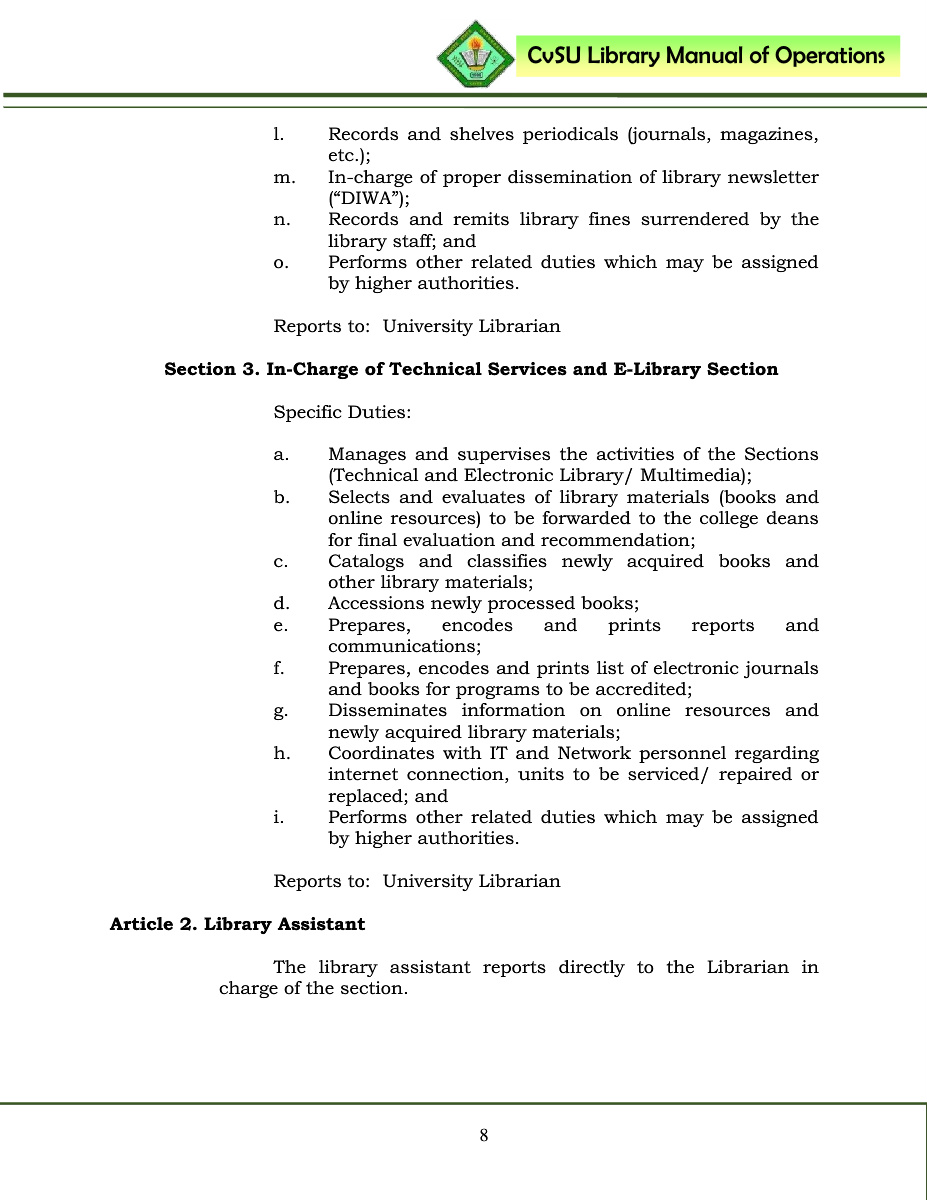 CvSU Library Manual of Operations
l. Records and shelves periodicals (journals, magazines,
etc.);
m. In-charge of proper dissemination of library newsletter
(“DIWA”);
n. Records and remits library fines surrendered by the
library staff; and
o. Performs other related duties which may be assigned
by higher authorities.
Reports to: University Librarian
Section 3. In-Charge of Technical Services and E-Library Section
Specific Duties:
a. Manages and supervises the activities of the Sections
(Technical and Electronic Library/ Multimedia);
b. Selects and evaluates of library materials (books and
online resources) to be forwarded to the college deans
for final evaluation and recommendation;
c. Catalogs and classifies newly acquired books and
other library materials;
d. Accessions newly processed books;
e. Prepares, encodes and prints reports and
communications;
f. Prepares, encodes and prints list of electronic journals
and books for programs to be accredited;
g. Disseminates information on online resources and
newly acquired library materials;
h. Coordinates with IT and Network personnel regarding
internet connection, units to be serviced/ repaired or
replaced; and
i. Performs other related duties which may be assigned
by higher authorities.
Reports to: University Librarian
Article 2. Library Assistant
The library assistant reports directly to the Librarian in
charge of the section.
8